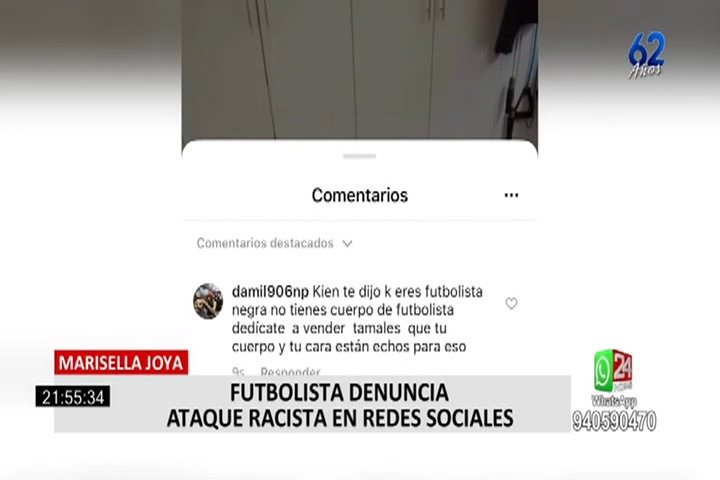 62
Años
Comentarios
Comentarios destacados
damil906np Kien te dijo k eres futbolista
negra no tienes cuerpo de futbolista
dedícate a vender tamales que tu
cuerpo y tu cara están echos para eso
9s Responder
MARISELLA JOYA
21:55:34
FUTBOLISTA DENUNCIA
ATAQUE RACISTA EN REDES SOCIALES
24
WhatsApp
940590470